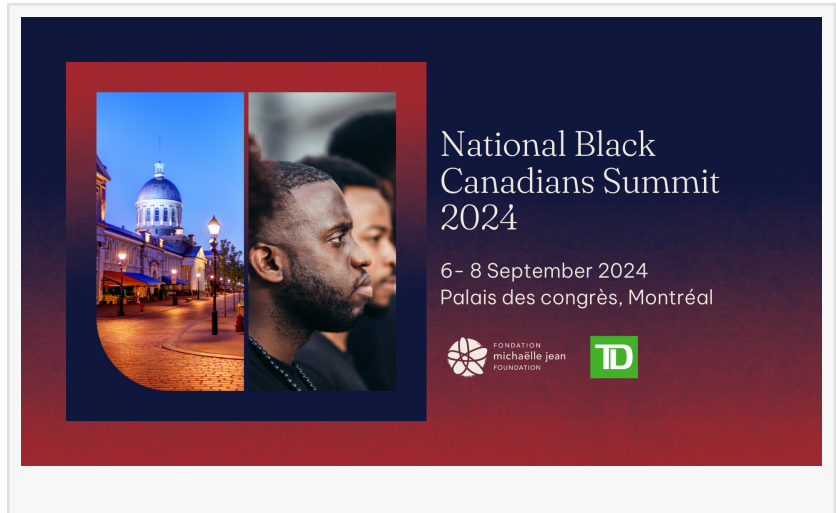 National Black
Canadians Summit
2024
6– 8 September 2024
Palais des congrès, Montréal
FONDATION
michaëlle jean
FOUNDATION
TD